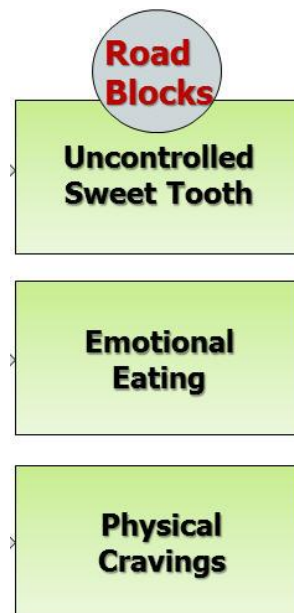 Road
Blocks
Uncontrolled
Sweet Tooth
Emotional
Eating
Physical
Cravings